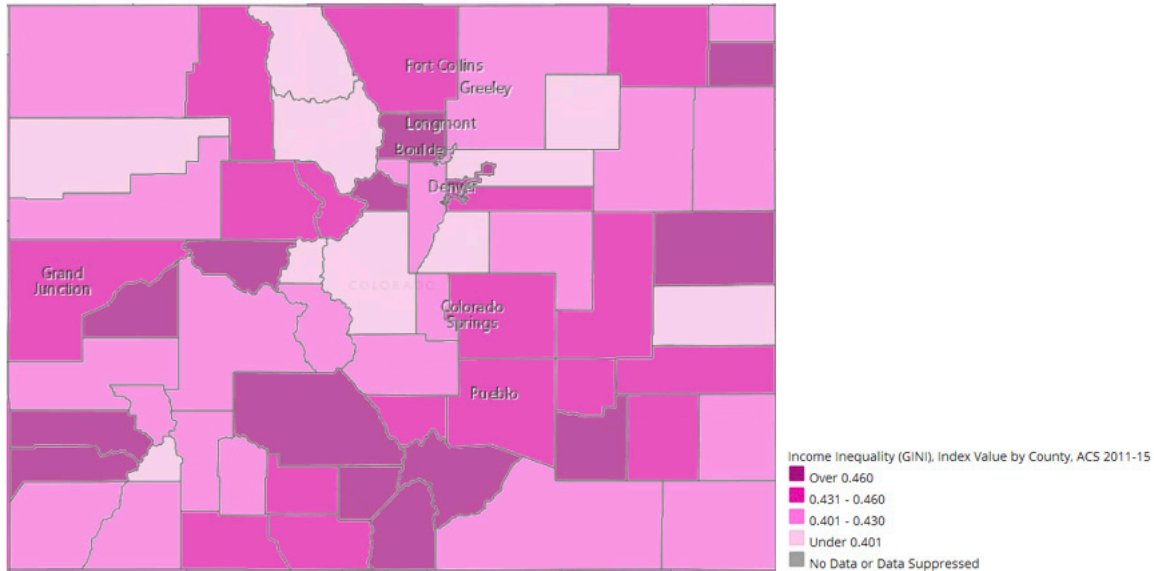 Fort Collins
Greeley
Longmont
Boulder
Denver
Grand
Junction
COLORADO
Colorado
Springs
Pueblo
Income Inequality (GINI), Index Value by County, ACS 2011-15
Over 0.460
0.431 - 0.460
0.401 - 0.430
Under 0.401
No Data or Data Suppressed